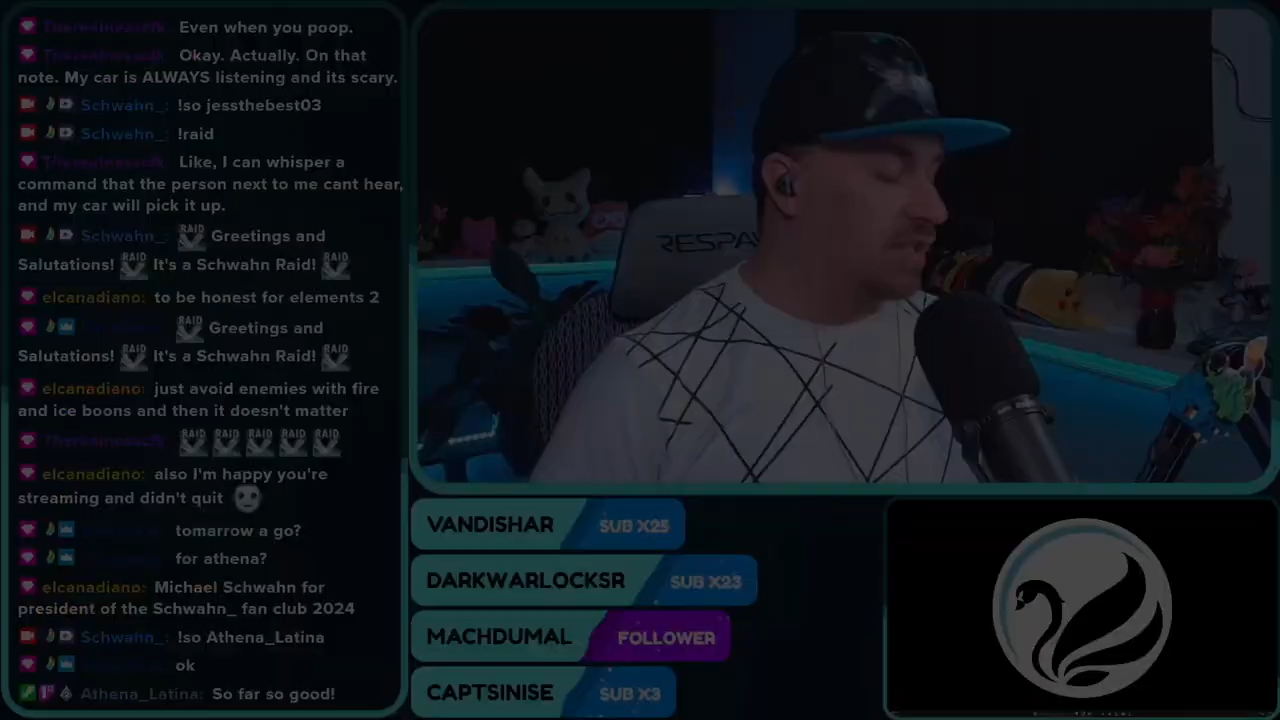 Even when you poop.
Okay. Actually. On that
note. My car is ALWAYS listening and its scary.
Schwahn_: !so jessthebest03
Schwahn_: !raid
Like, I can whisper a
command that the person next to me cant hear,
and my car will pick it up.
Schwahn_: RAID Greetings and
Salutations! RAID It's a Schwahn Raid! RAID
elcanadiano: to be honest for elements 2
RAID Greetings and
Salutations! RAID It's a Schwahn Raid! RAID
elcanadiano: just avoid enemies with fire
and ice boons and then it doesn't matter
RAID RAID RAID RAID RAID
elcanadiano: also I'm happy you're
streaming and didn't quit
tomarrow a go?
for athena?
elcanadiano: Michael Schwahn for
president of the Schwahn_ fan club 2024
Schwahn_: !so Athena_Latina
ok
Athena_Latina: So far so good!
RESPAW
VANDISHAR SUB X25
DARKWARLOCKSR SUB X23
MACHDUMAL FOLLOWER
CAPTSINISE SUB X3